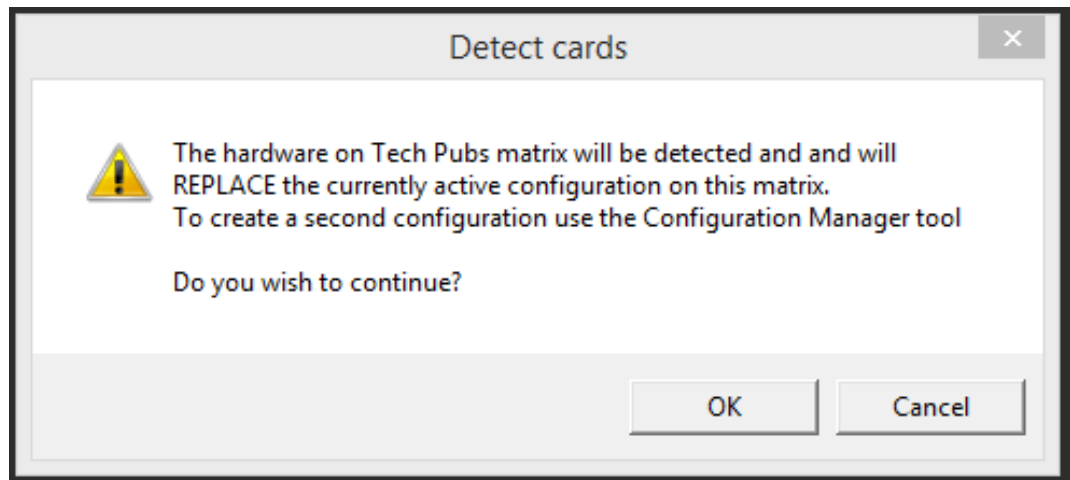 Detect cards
The hardware on Tech Pubs matrix will be detected and and will
REPLACE the currently active configuration on this matrix.
To create a second configuration use the Configuration Manager tool
Do you wish to continue?
OK
Cancel